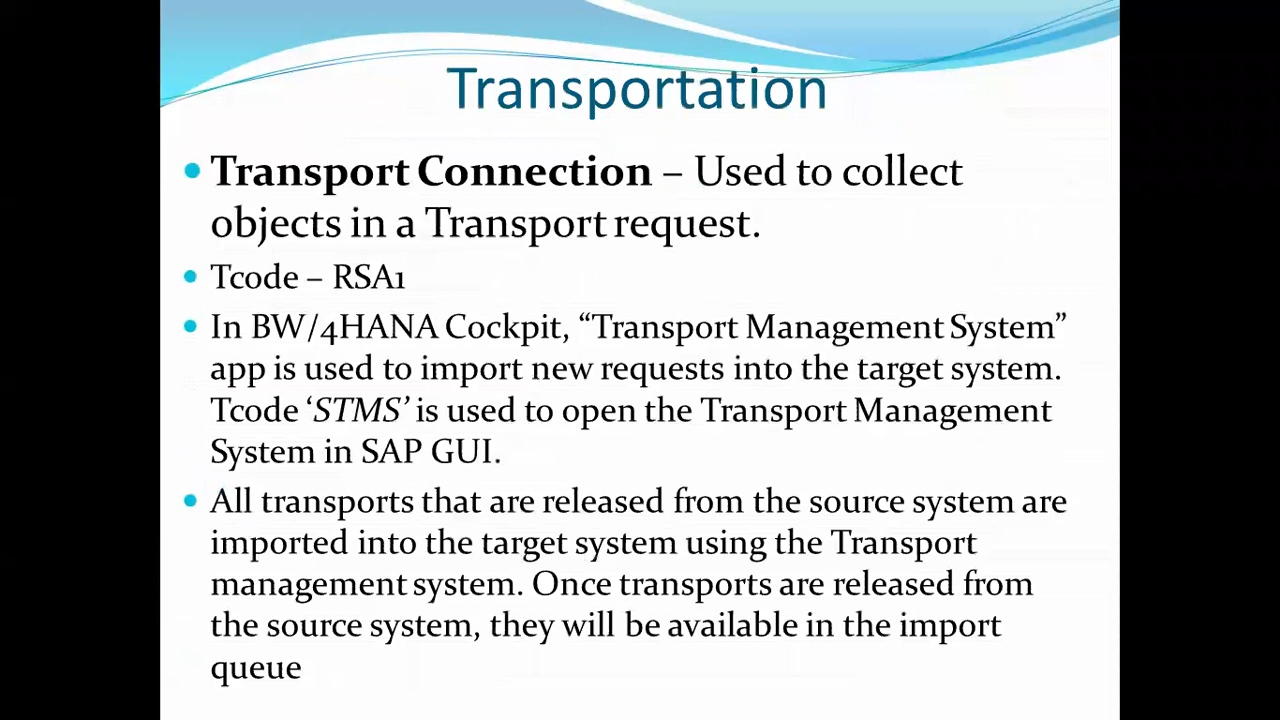 Transportation
• Transport Connection – Used to collect
objects in a Transport request.
• Tcode – RSA1
• In BW/4HANA Cockpit, “Transport Management System”
app is used to import new requests into the target system.
Tcode ‘STMS’ is used to open the Transport Management
System in SAP GUI.
• All transports that are released from the source system are
imported into the target system using the Transport
management system. Once transports are released from
the source system, they will be available in the import
queue